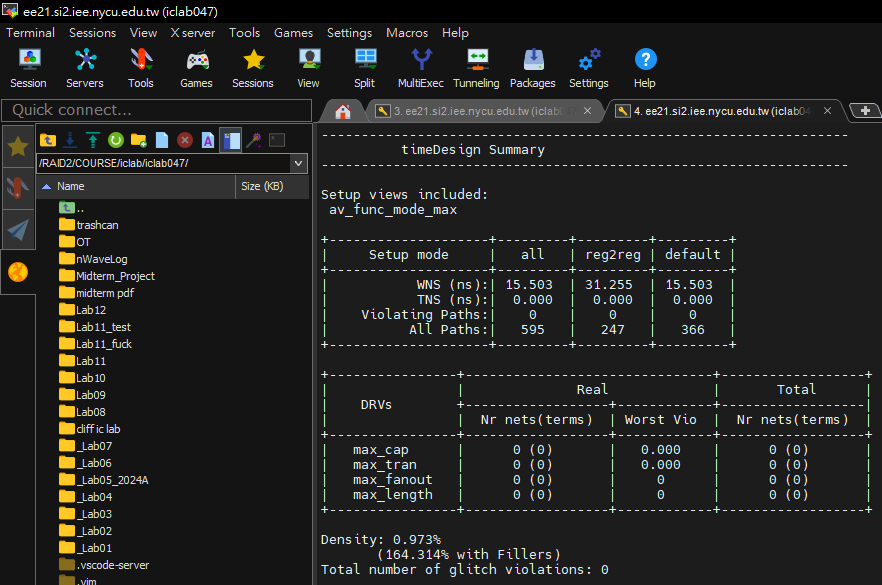 ee21.si2.iee.nycu.edu.tw (iclab047)
Terminal Sessions View X server Tools Games Settings Macros Help
Session Servers Tools Games Sessions View Split MultiExec Tunneling Packages Settings Help
Quick connect...
3. ee21.si2.iee.nycu.edu.tw (iclab0
4. ee21.si2.iee.nycu.edu.tw (iclab04
/RAID2/COURSE/iclab/iclab047/
Name Size (KB)
..
trashcan
OT
nWaveLog
Midterm_Project
midterm pdf
Lab12
Lab11_test
Lab11_fuck
Lab11
Lab10
Lab09
Lab08
cliff ic lab
_Lab07
_Lab06
_Lab05_2024A
_Lab04
_Lab03
_Lab02
_Lab01
.vscode-server
.vim
------------------------------------------------------------------
timeDesign Summary
------------------------------------------------------------------
Setup views included:
av_func_mode_max
+--------------------+---------+---------+---------+
| Setup mode | all | reg2reg | default |
+--------------------+---------+---------+---------+
| WNS (ns):| 15.503 | 31.255 | 15.503 |
| TNS (ns):| 0.000 | 0.000 | 0.000 |
| Violating Paths:| 0 | 0 | 0 |
| All Paths:| 595 | 247 | 366 |
+--------------------+---------+---------+---------+
+----------------+-------------------------------+------------------+
| | Real | Total |
| DRVs +------------------+------------+------------------|
| | Nr nets(terms) | Worst Vio | Nr nets(terms) |
+----------------+------------------+------------+------------------+
| max_cap | 0 (0) | 0.000 | 0 (0) |
| max_tran | 0 (0) | 0.000 | 0 (0) |
| max_fanout | 0 (0) | 0 | 0 (0) |
| max_length | 0 (0) | 0 | 0 (0) |
+----------------+------------------+------------+------------------+
Density: 0.973%
(164.314% with Fillers)
Total number of glitch violations: 0